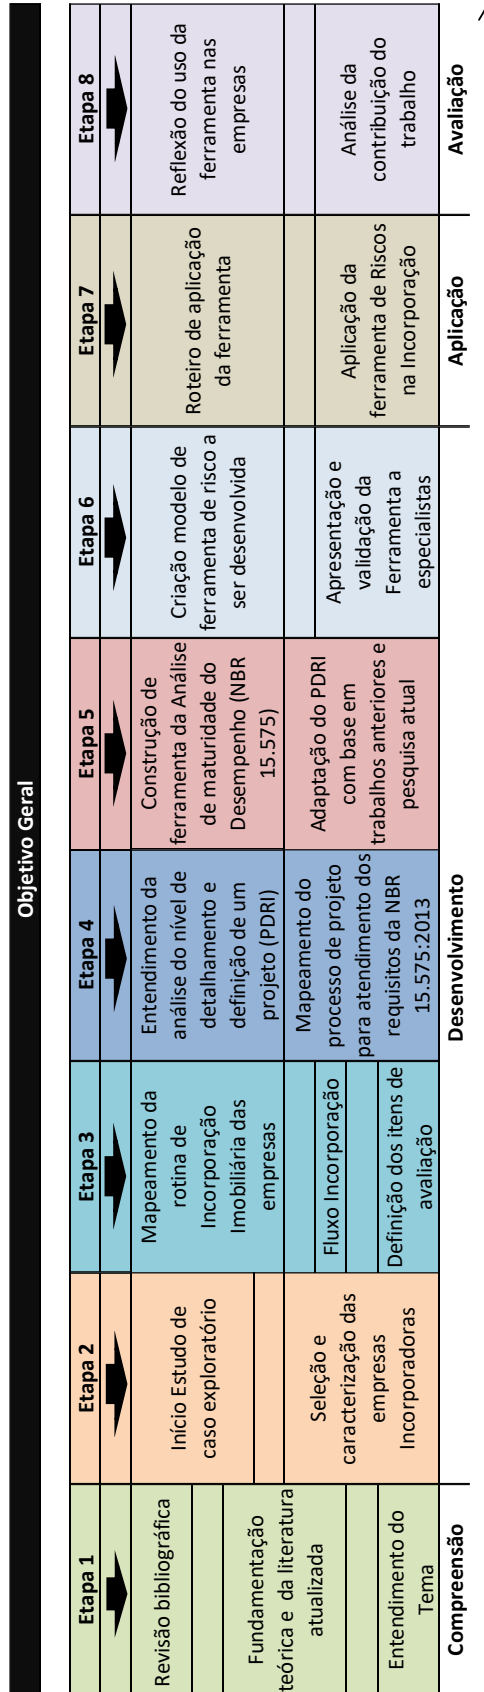 Objetivo Geral
Etapa 1
Etapa 2
Etapa 3
Etapa 4
Etapa 5
Etapa 6
Etapa 7
Etapa 8
Revisão bibliográfica
Fundamentação
teórica e da literatura
atualizada
Entendimento do
Tema
Início Estudo de
caso exploratório
Seleção e
caracterização das
empresas
Incorporadoras
Mapeamento da
rotina de
Incorporação
Imobiliária das
empresas
Fluxo Incorporação
Definição dos itens de
avaliação
Entendimento da
análise do nível de
detalhamento e
definição de um
projeto (PDRI)
Mapeamento do
processo de projeto
para atendimento dos
requisitos da NBR
15.575:2013
Construção de
ferramenta da Análise
de maturidade do
Desempenho (NBR
15.575)
Adaptação do PDRI
com base em
trabalhos anteriores e
pesquisa atual
Criação modelo de
ferramenta de risco a
ser desenvolvida
Apresentação e
validação da
Ferramenta a
especialistas
Roteiro de aplicação
da ferramenta
Aplicação da
ferramenta de Riscos
na Incorporação
Reflexão do uso da
ferramenta nas
empresas
Análise da
contribuição do
trabalho
Compreensão
Desenvolvimento
Aplicação
Avaliação